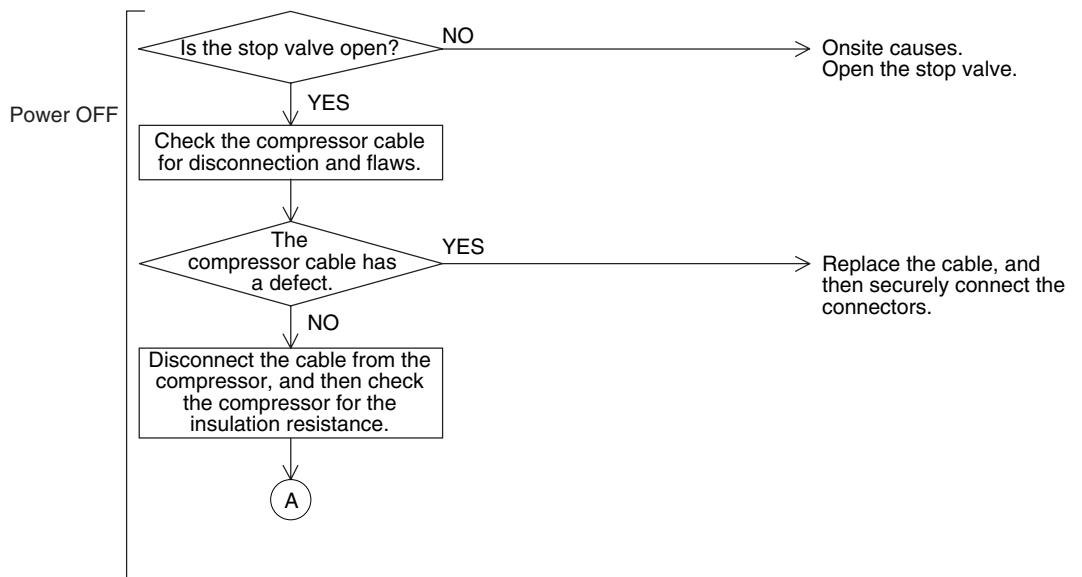 Is the stop valve open?
NO
Onsite causes.
Open the stop valve.
YES
Power OFF
Check the compressor cable
for disconnection and flaws.
The
compressor cable has
a defect.
YES
Replace the cable, and
then securely connect the
connectors.
NO
Disconnect the cable from the
compressor, and then check
the compressor for the
insulation resistance.
A